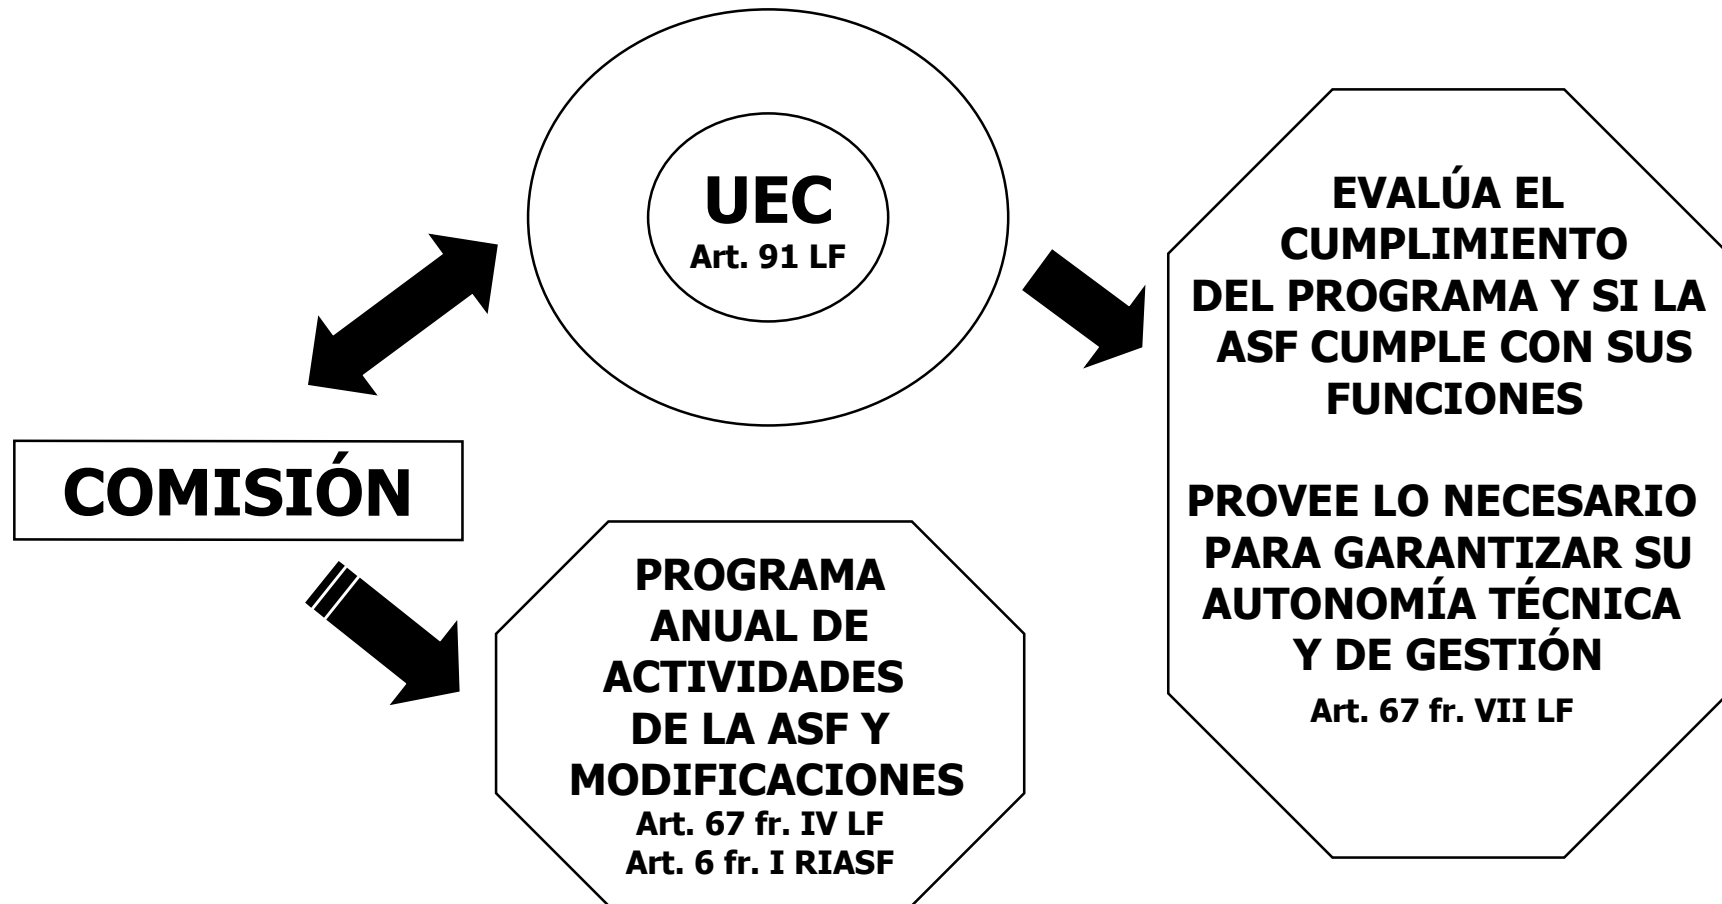 UEC
Art. 91 LF
COMISIÓN
PROGRAMA
ANUAL DE
ACTIVIDADES
DE LA ASF Y
MODIFICACIONES
Art. 67 fr. IV LF
Art. 6 fr. I RIASF
EVALÚA EL
CUMPLIMIENTO
DEL PROGRAMA Y SI LA
ASF CUMPLE CON SUS
FUNCIONES
PROVEE LO NECESARIO
PARA GARANTIZAR SU
AUTONOMÍA TÉCNICA
Y DE GESTIÓN
Art. 67 fr. VII LF